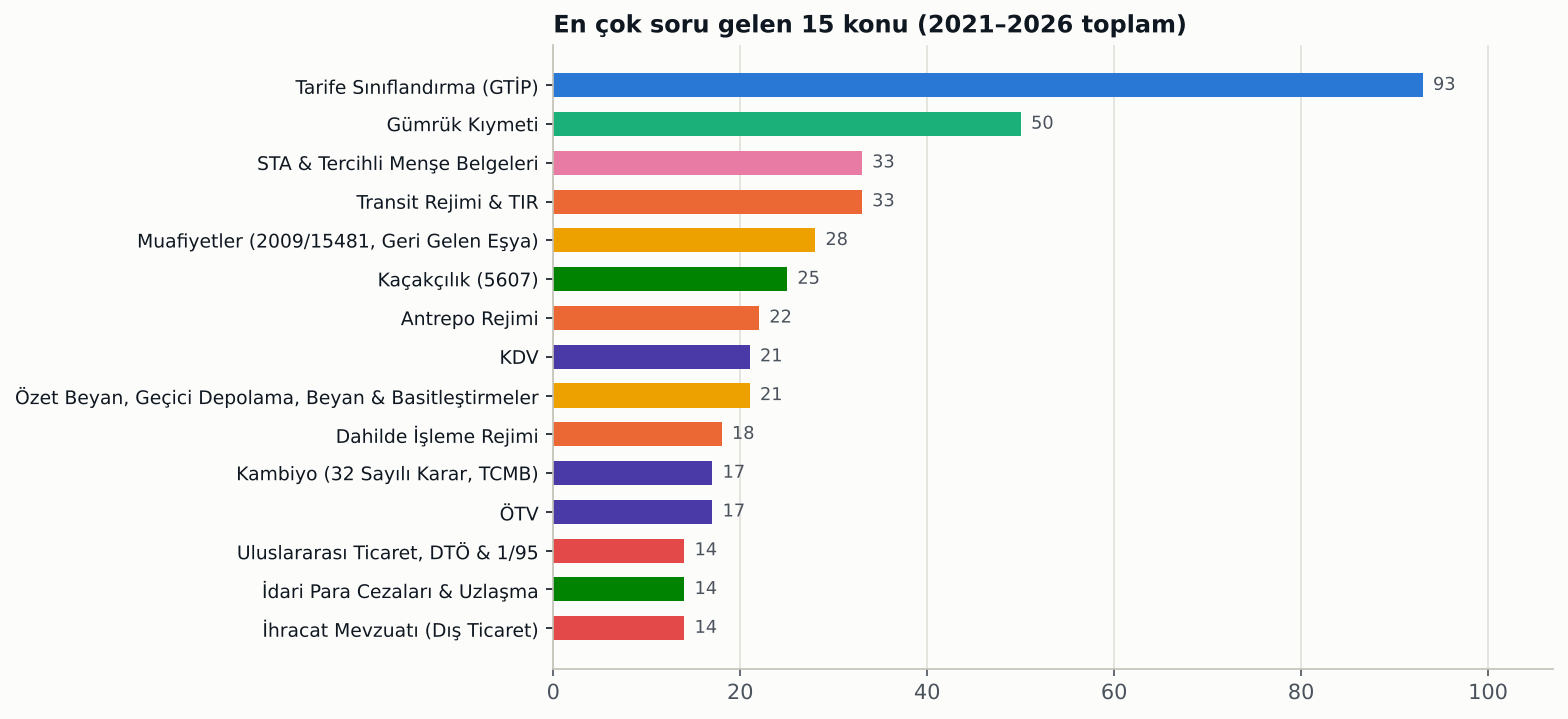 En çok soru gelen 15 konu (2021–2026 toplam)
Tarife Sınıflandırma (GTİP) 93
Gümrük Kıymeti 50
STA & Tercihli Menşe Belgeleri 33
Transit Rejimi & TIR 33
Muafiyetler (2009/15481, Geri Gelen Eşya) 28
Kaçakçılık (5607) 25
Antrepo Rejimi 22
KDV 21
Özet Beyan, Geçici Depolama, Beyan & Basitleştirmeler 21
Dahilde İşleme Rejimi 18
Kambiyo (32 Sayılı Karar, TCMB) 17
ÖTV 17
Uluslararası Ticaret, DTÖ & 1/95 14
İdari Para Cezaları & Uzlaşma 14
İhracat Mevzuatı (Dış Ticaret) 14
0 20 40 60 80 100